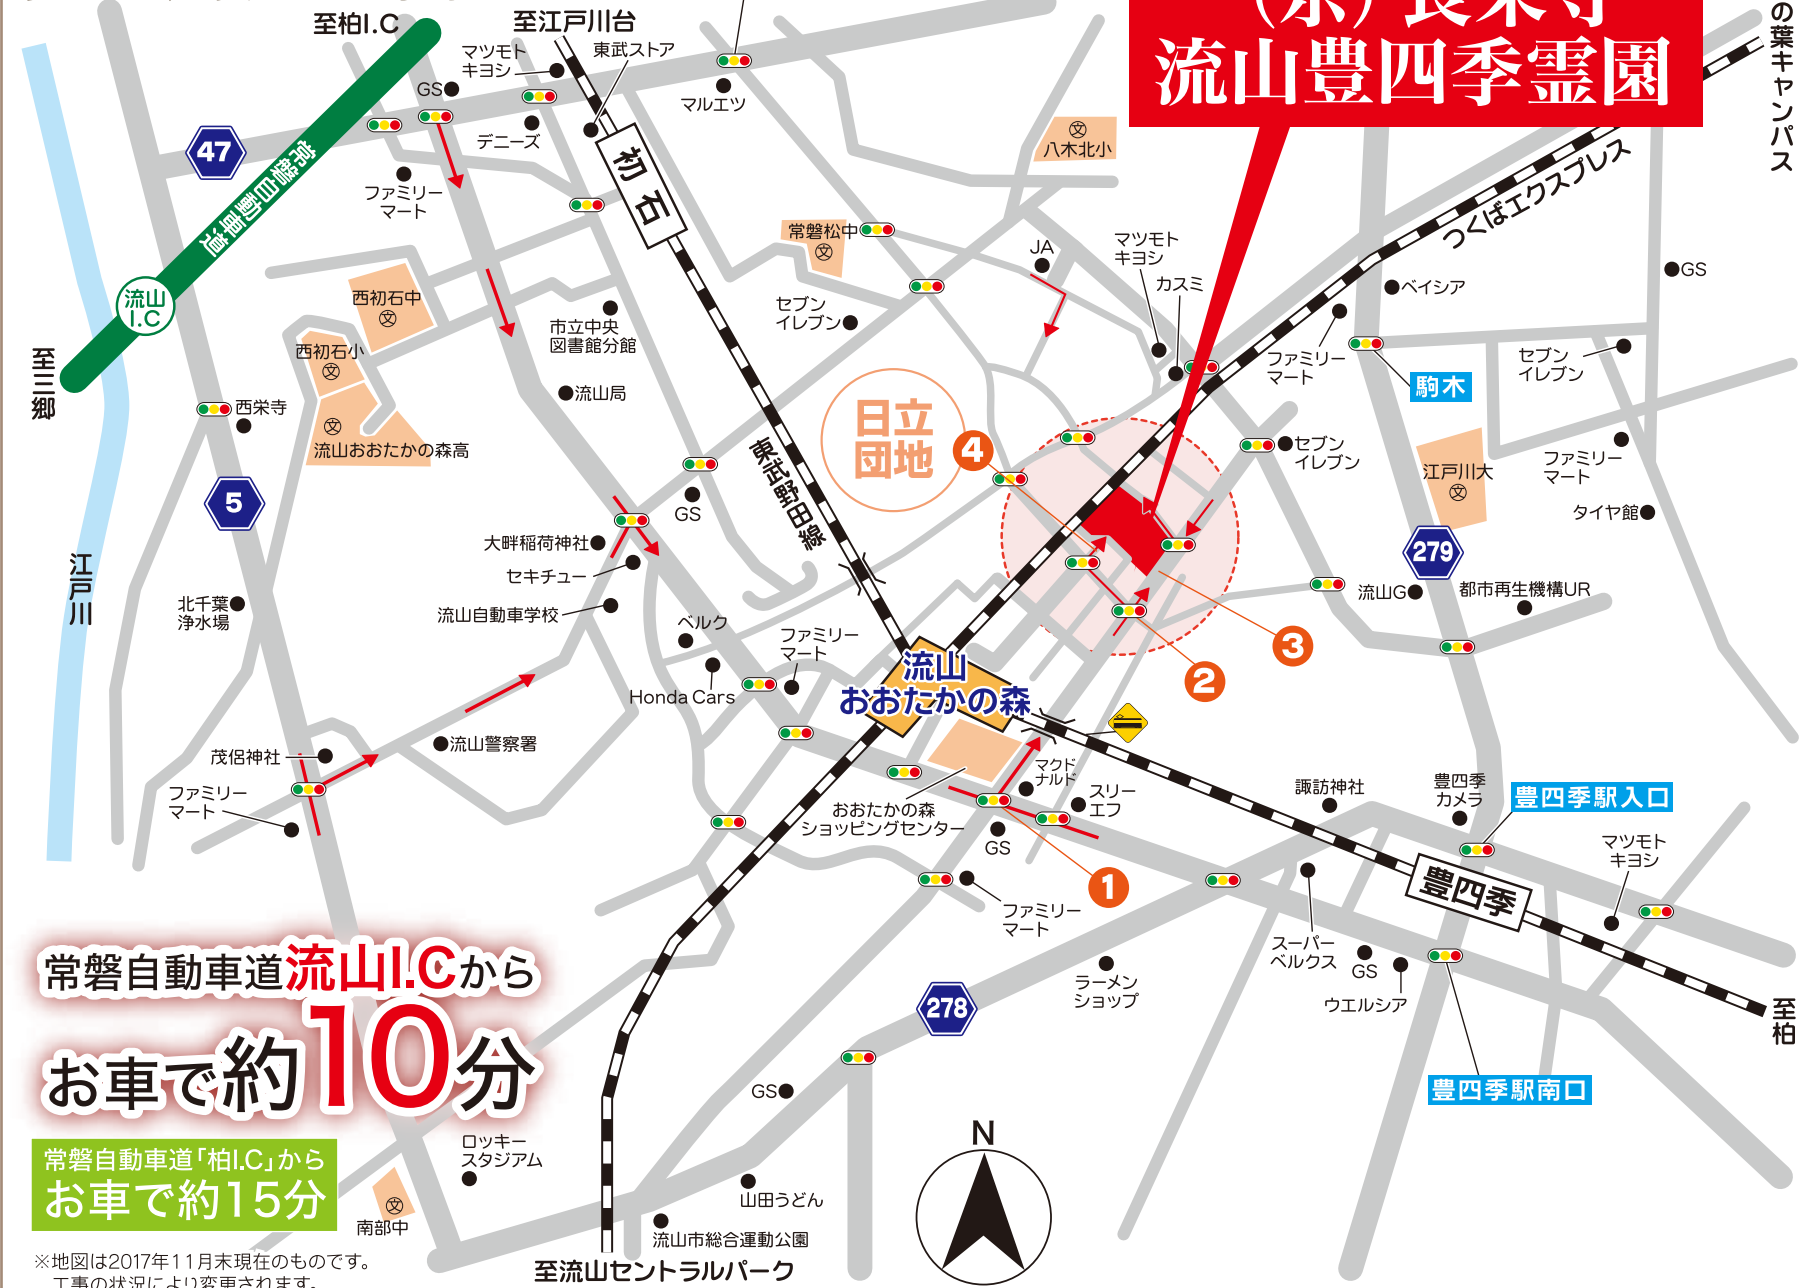 流山豊四季霊園
の葉キャンパス
至柏I.C
至江戸川台
マツモト
キヨシ
東武ストア
GS
マルエツ
デニーズ
47
常磐自動車道
ファミリー
マート
初石
八木北小
つくばエクスプレス
常磐松中
JA
マツモト
キヨシ
カスミ
GS
ベイシア
流山
I.C
西初石中
市立中央
図書館分館
セブン
イレブン
西初石小
ファミリー
マート
セブン
イレブン
駒木
至三郷
流山局
西栄寺
日立
団地
流山おおたかの森高
東武野田線
4
セブン
イレブン
江戸川大
ファミリー
マート
5
GS
タイヤ館
大畔稲荷神社
セキチュー
279
江戸川
北千葉
浄水場
流山自動車学校
流山G
都市再生機構UR
ベルク
ファミリー
マート
3
2
Honda Cars
流山
おおたかの森
流山警察署
茂侶神社
ファミリー
マート
マクド
ナルド
スリー
エフ
おおたかの森
ショッピングセンター
GS
諏訪神社
豊四季
カメラ
豊四季駅入口
マツモト
キヨシ
1
ファミリー
マート
豊四季
スーパー
ベルクス
GS
ウエルシア
ラーメン
ショップ
278
至柏
豊四季駅南口
常磐自動車道流山I.Cから
お車で約10分
GS
N
常磐自動車道「柏I.C」から
お車で約15分
ロッキー
スタジアム
山田うどん
南部中
流山市総合運動公園
至流山セントラルパーク
※地図は2017年11月末現在のものです。
工事の状況により変更されます。